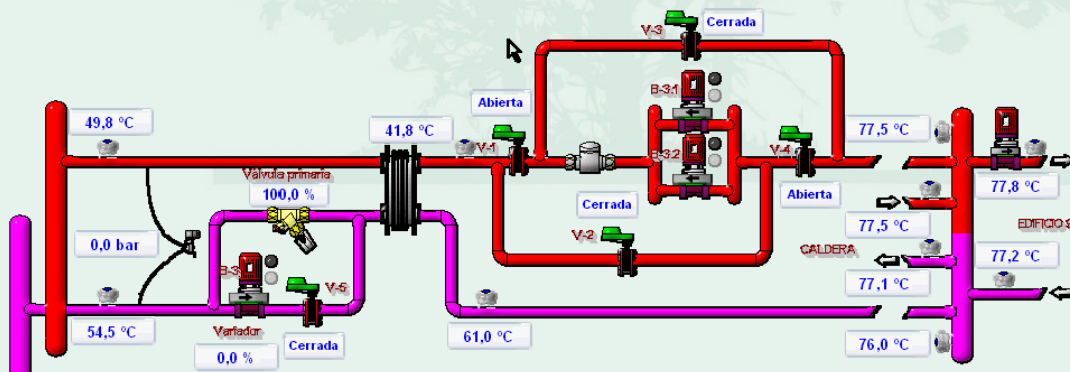 V-3
Cerrada
49,8 °C
41,8 °C
Abierta
V-1
B-3.1
B-3.2
V-4
77,5 °C
Válvula primaria
100,0 %
Cerrada
Abierta
77,8 °C
0,0 bar
V-2
77,5 °C
EDIFICIO S
CALDERA
77,2 °C
B-3
V-5
77,1 °C
54,5 °C
Variador
Cerrada
61,0 °C
76,0 °C
0,0 %